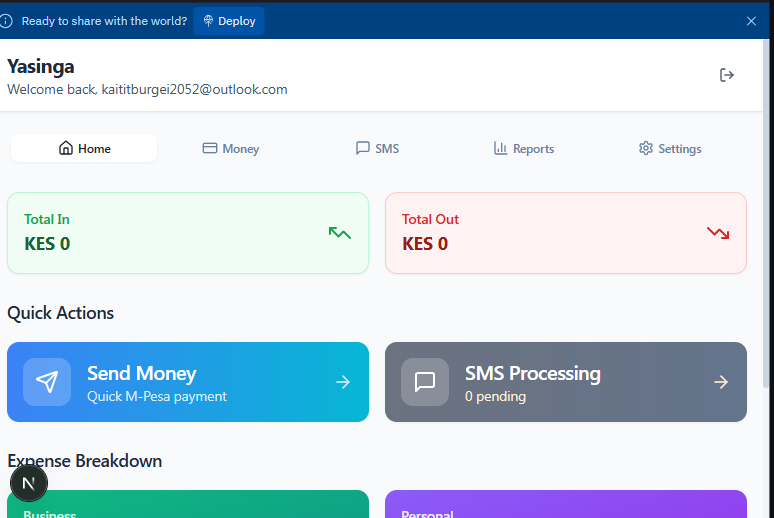 Ready to share with the world? Deploy
Yasinga
Welcome back, kaititburgei2052@outlook.com
Home Money SMS Reports Settings
Total In Total Out
KES 0 KES 0
Quick Actions
Send Money SMS Processing
Quick M-Pesa payment 0 pending
Expense Breakdown
N
Business Personal